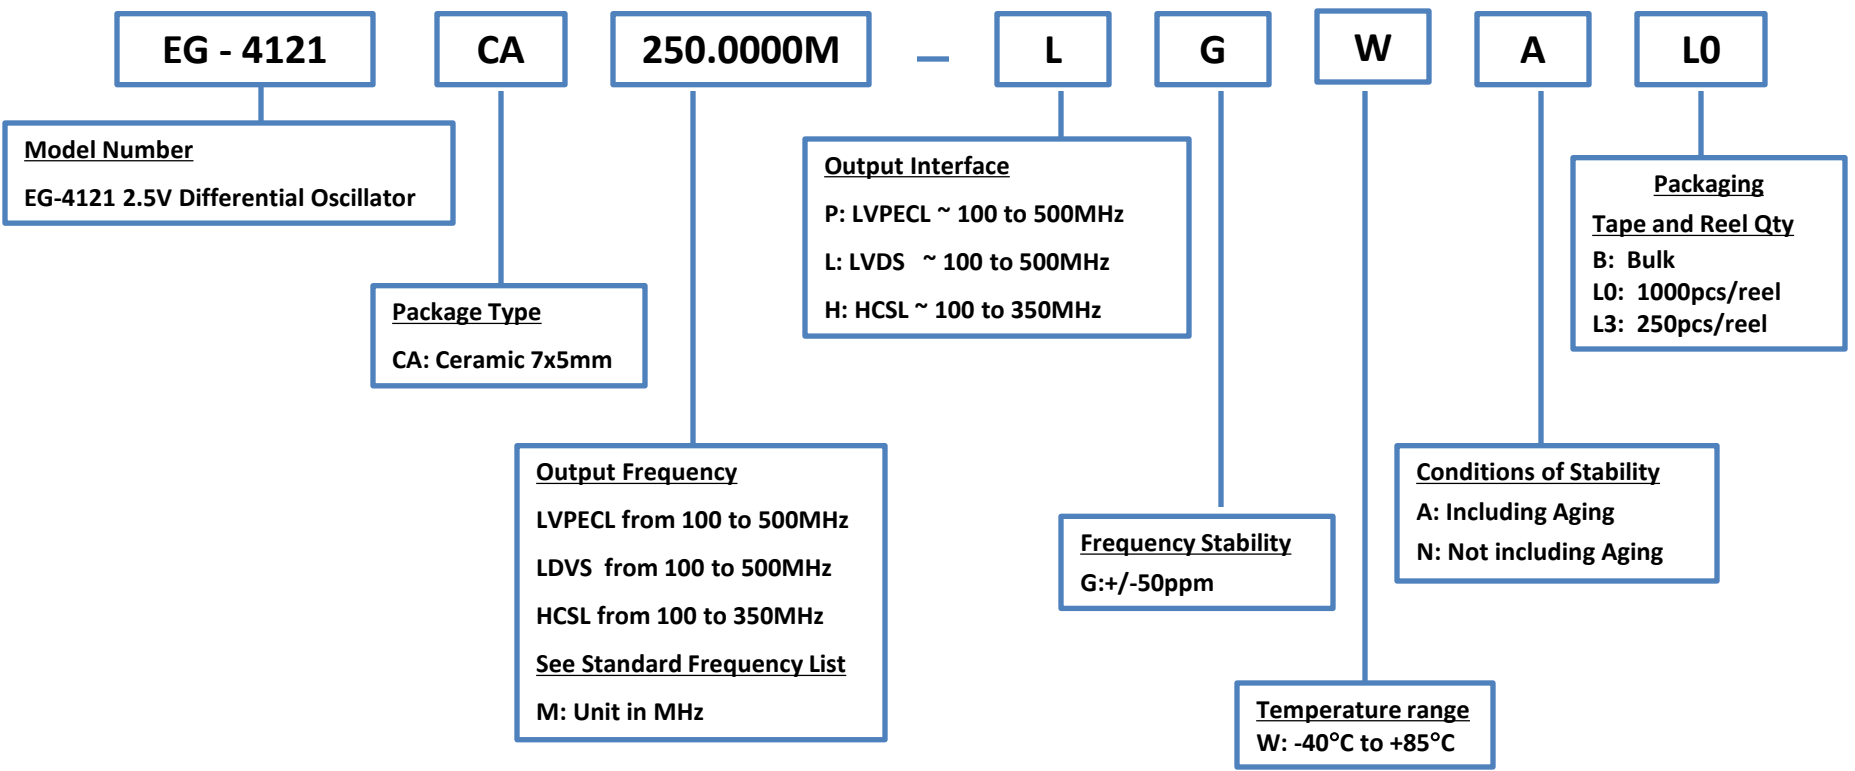 EG - 4121 CA 250.0000M – L G W A L0
Model Number
EG-4121 2.5V Differential Oscillator
Package Type
CA: Ceramic 7x5mm
Output Frequency
LVPECL from 100 to 500MHz
LDVS from 100 to 500MHz
HCSL from 100 to 350MHz
See Standard Frequency List
M: Unit in MHz
Output Interface
P: LVPECL ~ 100 to 500MHz
L: LVDS ~ 100 to 500MHz
H: HCSL ~ 100 to 350MHz
Frequency Stability
G:+/-50ppm
Temperature range
W: -40°C to +85°C
Conditions of Stability
A: Including Aging
N: Not including Aging
Packaging
Tape and Reel Qty
B: Bulk
L0: 1000pcs/reel
L3: 250pcs/reel